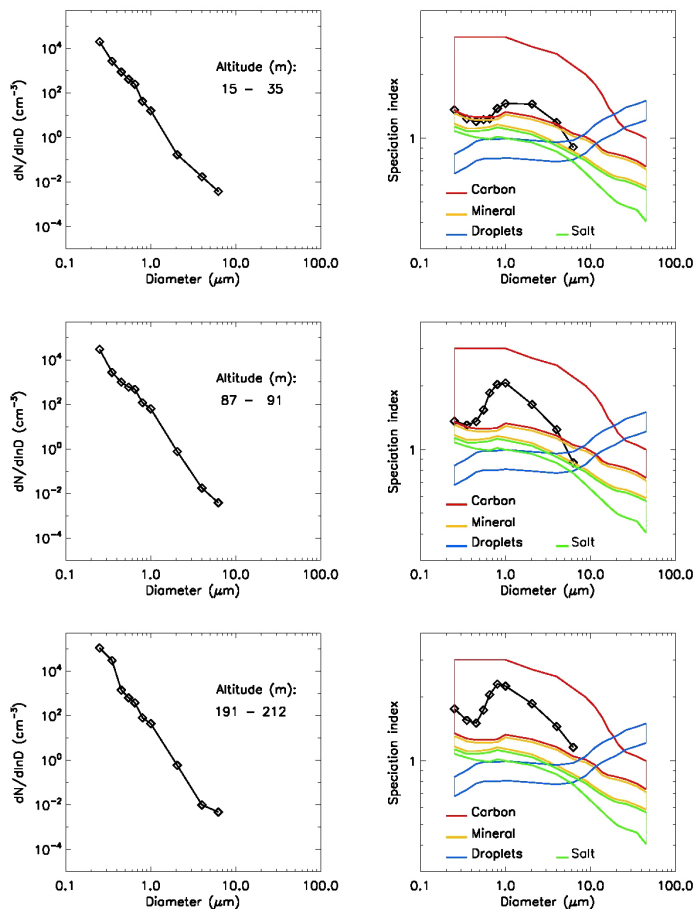 10⁴
10²
10⁰
10⁻²
10⁻⁴
dN/dlnD (cm⁻³)
Altitude (m):
15 – 35
0.1 1.0 10.0 100.0
Diameter (μm)
Speciation index
1
Carbon
Mineral
Droplets Salt
0.1 1.0 10.0 100.0
Diameter (μm)
10⁴
10²
10⁰
10⁻²
10⁻⁴
dN/dlnD (cm⁻³)
Altitude (m):
87 – 91
0.1 1.0 10.0 100.0
Diameter (μm)
Speciation index
1
Carbon
Mineral
Droplets Salt
0.1 1.0 10.0 100.0
Diameter (μm)
10⁴
10²
10⁰
10⁻²
10⁻⁴
dN/dlnD (cm⁻³)
Altitude (m):
191 – 212
0.1 1.0 10.0 100.0
Diameter (μm)
Speciation index
1
Carbon
Mineral
Droplets Salt
0.1 1.0 10.0 100.0
Diameter (μm)